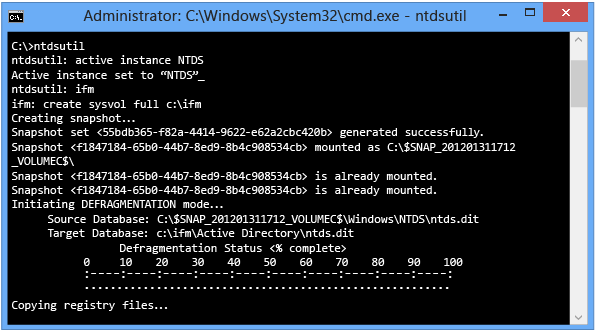 Administrator: C:\Windows\System32\cmd.exe - ntdsutil
C:\>ntdsutil
ntdsutil: active instance NTDS
Active instance set to “NTDS”_
ntdsutil: ifm
ifm: create sysvol full c:\ifm
Creating snapshot...
Snapshot set <55bdb365-f82a-4414-9622-e62a2cbc420b> generated successfully.
Snapshot <f1847184-65b0-44b7-8ed9-8b4c908534cb> mounted as C:\$SNAP_201201311712
_VOLUMEC$\
Snapshot <f1847184-65b0-44b7-8ed9-8b4c908534cb> is already mounted.
Snapshot <f1847184-65b0-44b7-8ed9-8b4c908534cb> is already mounted.
Initiating DEFRAGMENTATION mode...
Source Database: C:\$SNAP_201201311712_VOLUMEC$\Windows\NTDS\ntds.dit
Target Database: c:\ifm\Active Directory\ntds.dit
Defragmentation Status <% complete>
0 10 20 30 40 50 60 70 80 90 100
:----:----:----:----:----:----:----:----:----:----:
...................................................
Copying registry files...